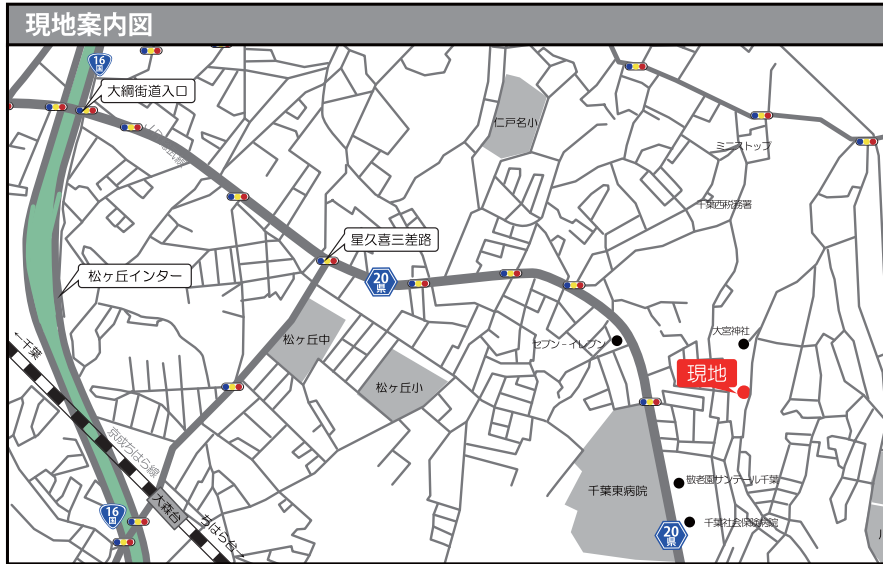 現地案内図
16
国
大綱街道入口
仁戸名小
ミニストップ
千葉西税務署
星久喜三差路
松ヶ丘インター
20
県
松ヶ丘中
セブン－イレブン
大宮神社
←千葉
松ヶ丘小
現地
京成ちはら線
千葉東病院
敬老園サンテール千葉
大森台
16
国
ちはら台→
千葉社会保険病院
20
県